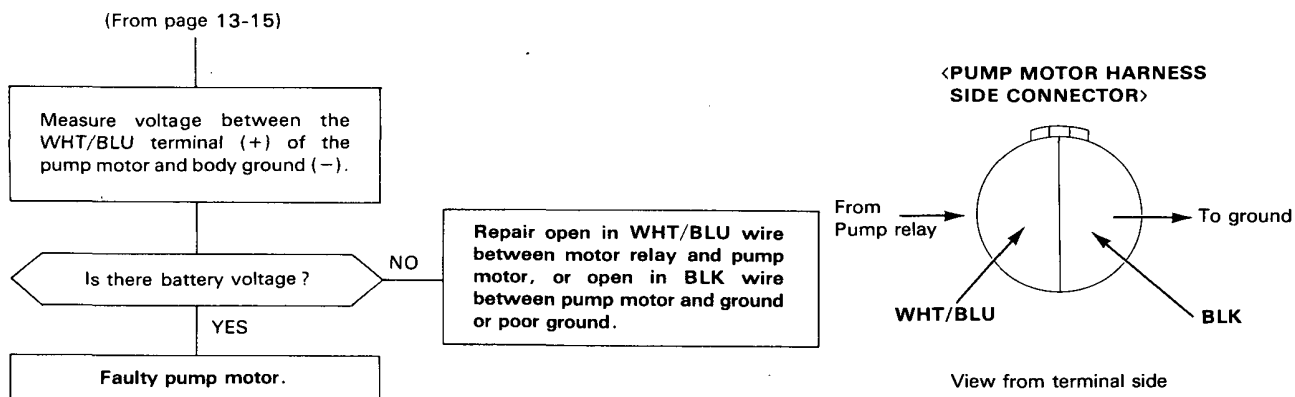 (From page 13-15)
Measure voltage between the
WHT/BLU terminal (+) of the
pump motor and body ground (−).
Is there battery voltage?
NO
YES
Repair open in WHT/BLU wire
between motor relay and pump
motor, or open in BLK wire
between pump motor and ground
or poor ground.
Faulty pump motor.
<PUMP MOTOR HARNESS
SIDE CONNECTOR>
From
Pump relay
To ground
WHT/BLU
BLK
View from terminal side